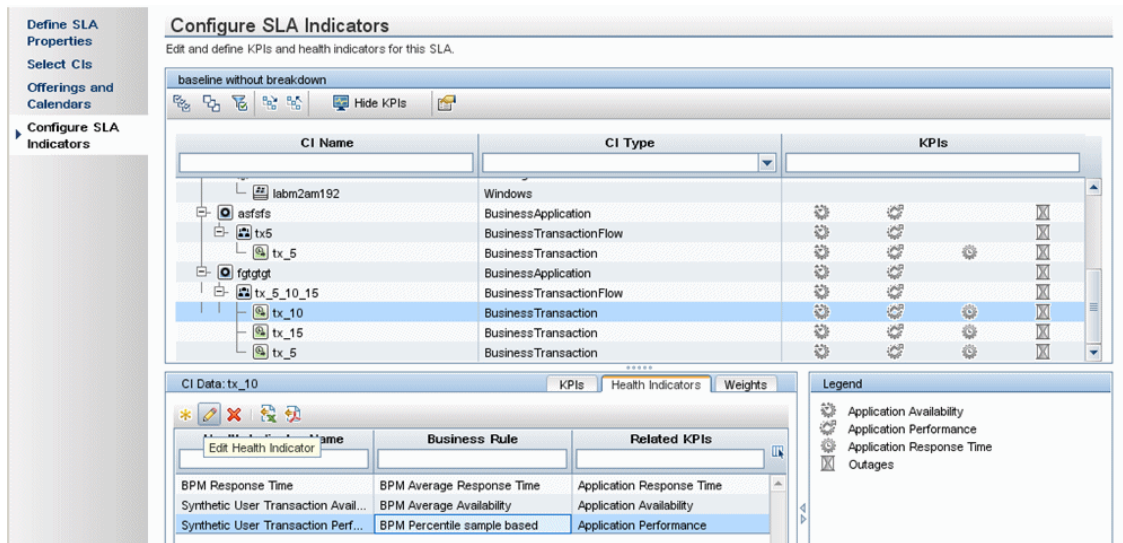 Define SLA
Properties
Select CIs
Offerings and
Calendars
Configure SLA
Indicators
Configure SLA Indicators
Edit and define KPIs and health indicators for this SLA.
baseline without breakdown
Hide KPIs
CI Name CI Type KPIs
labm2am192 Windows
asfsfs BusinessApplication
tx5 BusinessTransactionFlow
tx_5 BusinessTransaction
fgtgtgt BusinessApplication
tx_5_10_15 BusinessTransactionFlow
tx_10 BusinessTransaction
tx_15 BusinessTransaction
tx_5 BusinessTransaction
CI Data: tx_10 KPIs Health Indicators Weights
Name Business Rule Related KPIs
Edit Health Indicator
BPM Response Time BPM Average Response Time Application Response Time
Synthetic User Transaction Avail... BPM Average Availability Application Availability
Synthetic User Transaction Perf... BPM Percentile sample based Application Performance
Legend
Application Availability
Application Performance
Application Response Time
Outages